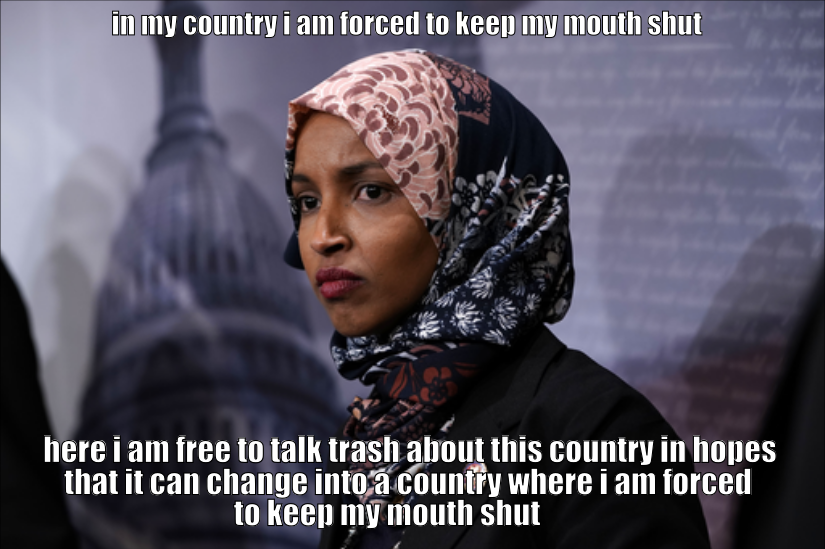 in my country i am forced to keep my mouth shut
here i am free to talk trash about this country in hopes
that it can change into a country where i am forced
to keep my mouth shut